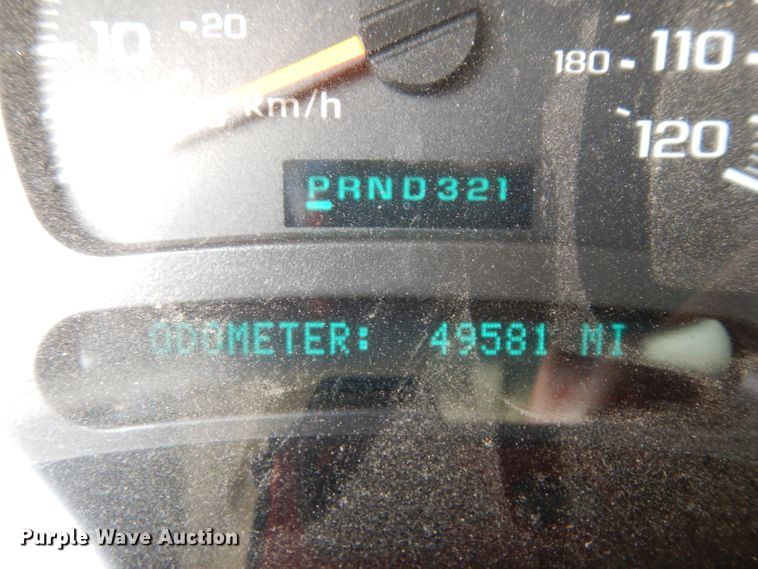 10 20 110
180
km/h
120
PRND321
ODOMETER: 49581 MI
Purple Wave Auction